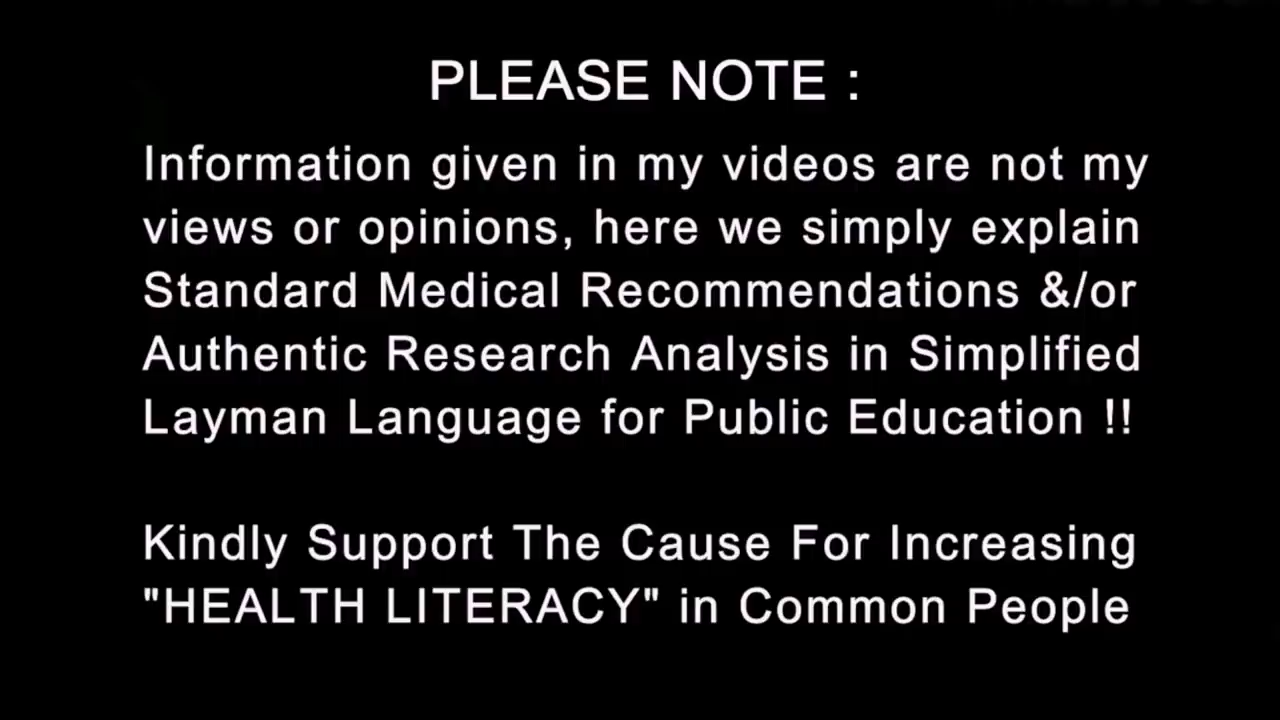 PLEASE NOTE :
Information given in my videos are not my
views or opinions, here we simply explain
Standard Medical Recommendations &/or
Authentic Research Analysis in Simplified
Layman Language for Public Education !!
Kindly Support The Cause For Increasing
"HEALTH LITERACY" in Common People